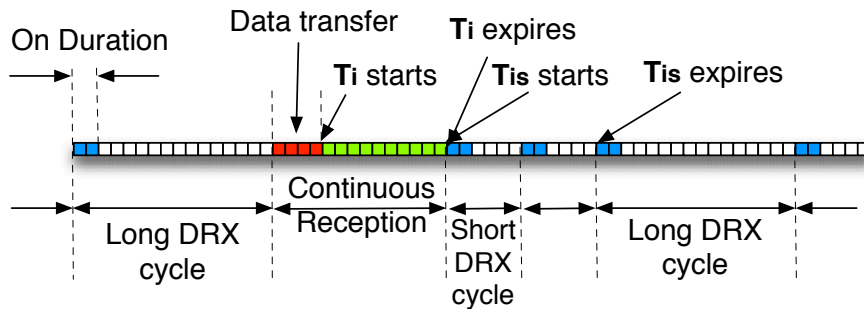 On Duration
Data transfer
Ti starts
Ti expires
Tis starts
Tis expires
Long DRX
cycle
Continuous
Reception
Short
DRX
cycle
Long DRX
cycle